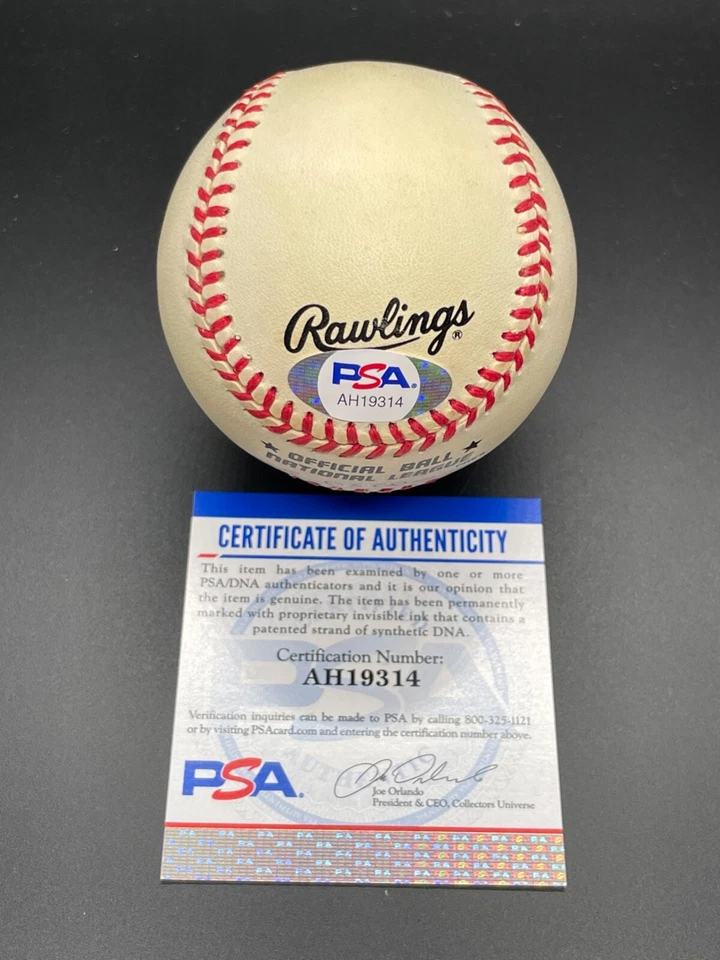 Rawlings®
PSA®
AH19314
★ OFFICIAL BALL ★
NATIONAL LEAGUE
CERTIFICATE OF AUTHENTICITY
This item has been examined by one or more
PSA/DNA authenticators and it is our opinion that
the item is genuine. The item has been permanently
marked with proprietary invisible ink that contains a
patented strand of synthetic DNA.
Certification Number:
AH19314
Verification inquiries can be made to PSA by calling 800-325-1121
or by visiting PSAcard.com and entering the certification number above.
PSA.
Joe Orlando
President & CEO, Collectors Universe